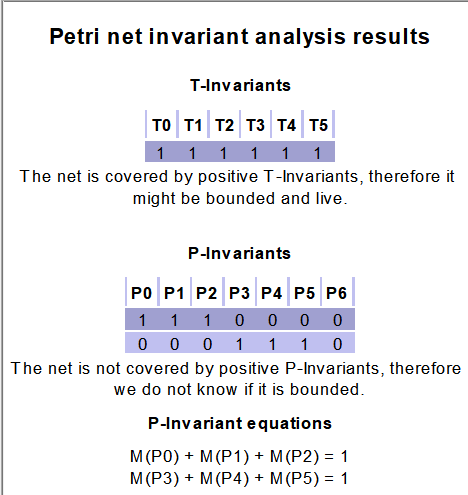 Petri net invariant analysis results
T-Invariants
T0 T1 T2 T3 T4 T5
1 1 1 1 1 1
The net is covered by positive T-Invariants, therefore it
might be bounded and live.
P-Invariants
P0 P1 P2 P3 P4 P5 P6
1 1 1 0 0 0 0
0 0 0 1 1 1 0
The net is not covered by positive P-Invariants, therefore
we do not know if it is bounded.
P-Invariant equations
M(P0) + M(P1) + M(P2) = 1
M(P3) + M(P4) + M(P5) = 1